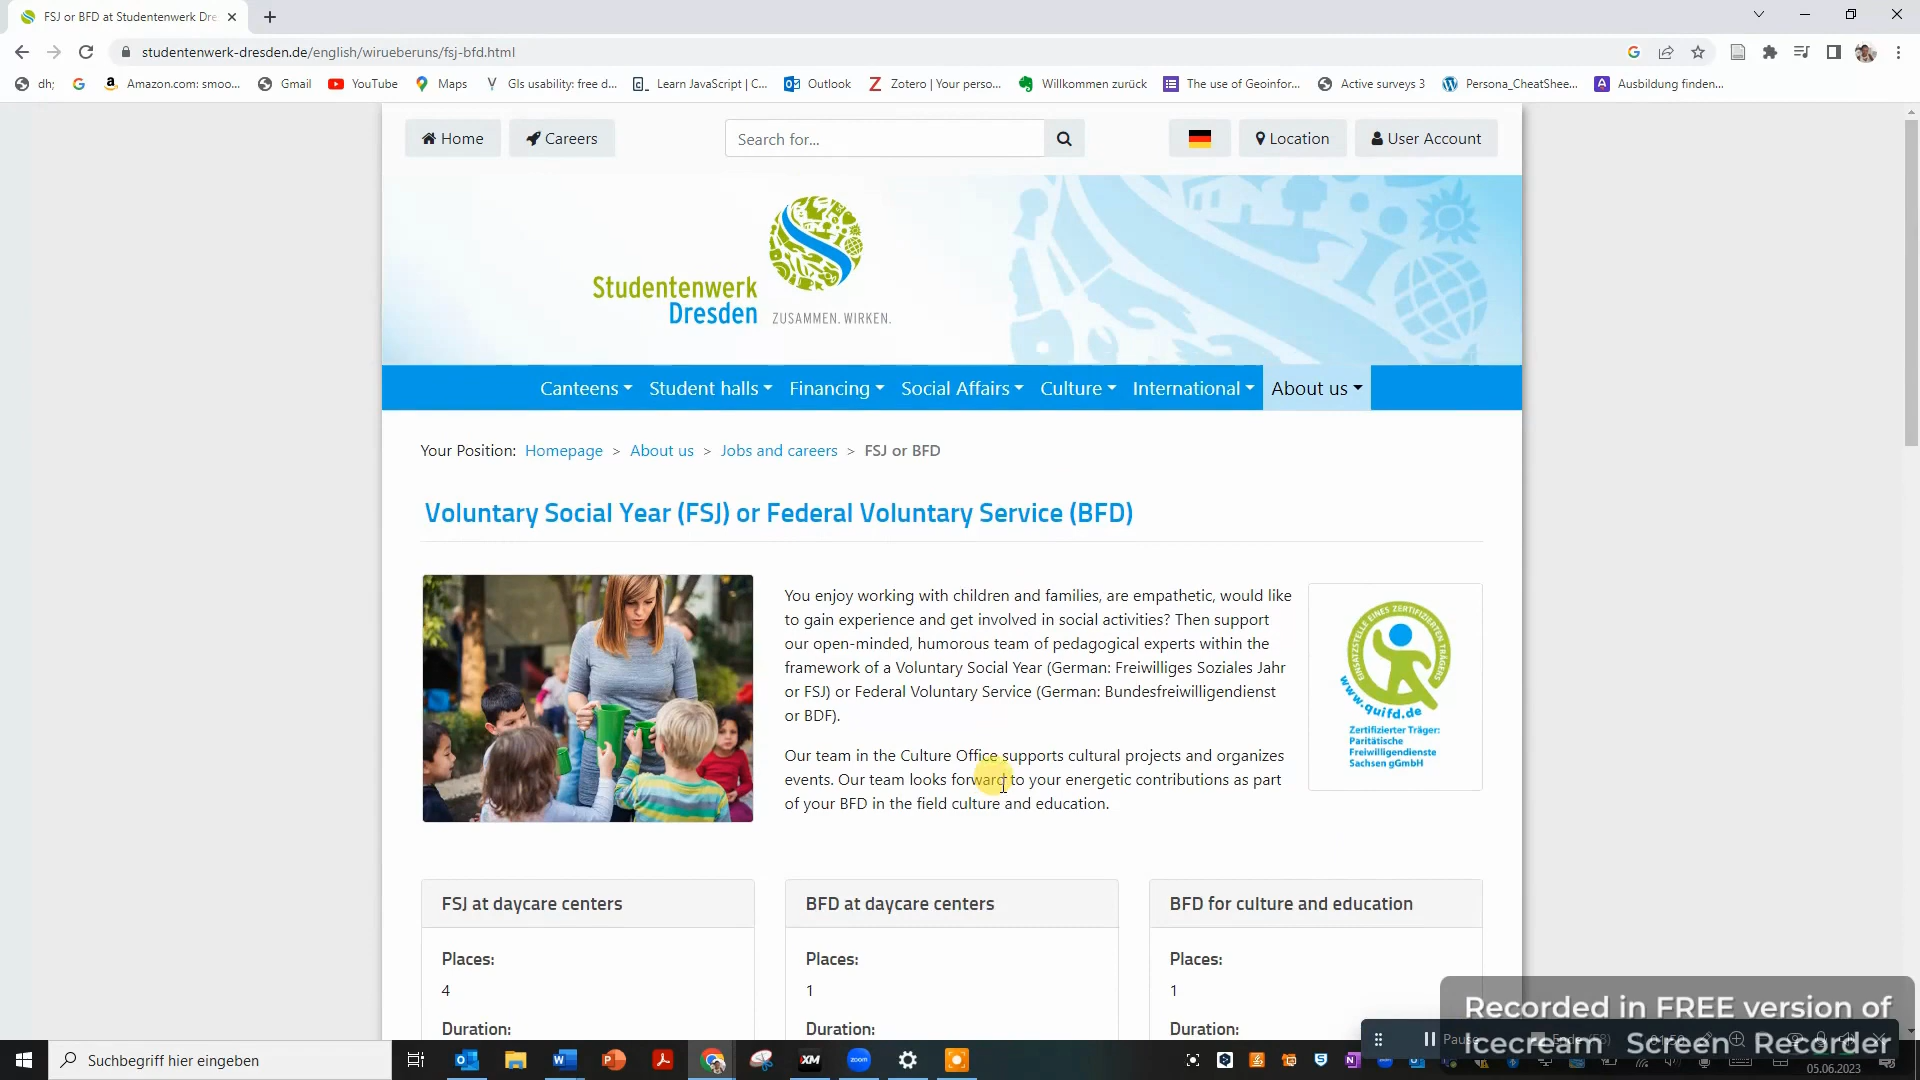 FSJ or BFD at Studentenwerk Dre
studentenwerk-dresden.de/english/wirueberuns/fsj-bfd.html
dh;
Amazon.com: smoo...
Gmail
YouTube
Maps
GIs usability: free d...
Learn JavaScript | C...
Outlook
Zotero | Your perso...
Willkommen zurück
The use of Geoinfor...
Active surveys 3
Persona_CheatShee...
Ausbildung finden...
Home
Careers
Search for...
Location
User Account
Studentenwerk
Dresden
ZUSAMMEN. WIRKEN.
Canteens
Student halls
Financing
Social Affairs
Culture
International
About us
Your Position: Homepage > About us > Jobs and careers > FSJ or BFD
Voluntary Social Year (FSJ) or Federal Voluntary Service (BFD)
You enjoy working with children and families, are empathetic, would like
to gain experience and get involved in social activities? Then support
our open-minded, humorous team of pedagogical experts within the
framework of a Voluntary Social Year (German: Freiwilliges Soziales Jahr
or FSJ) or Federal Voluntary Service (German: Bundesfreiwilligendienst
or BDF).
Our team in the Culture Office supports cultural projects and organizes
events. Our team looks forward to your energetic contributions as part
of your BFD in the field culture and education.
EINSATZSTELLE EINES ZERTIFIZIERTEN TRÄGERS
www.quifd.de
Zertifizierter Träger:
Paritätische
Freiwilligendienste
Sachsen gGmbH
FSJ at daycare centers
Places:
4
Duration:
BFD at daycare centers
Places:
1
Duration:
BFD for culture and education
Places:
1
Duration:
Recorded in FREE version of
Icecream Screen Recorder
Suchbegriff hier eingeben
XM
zoom
05.06.2023